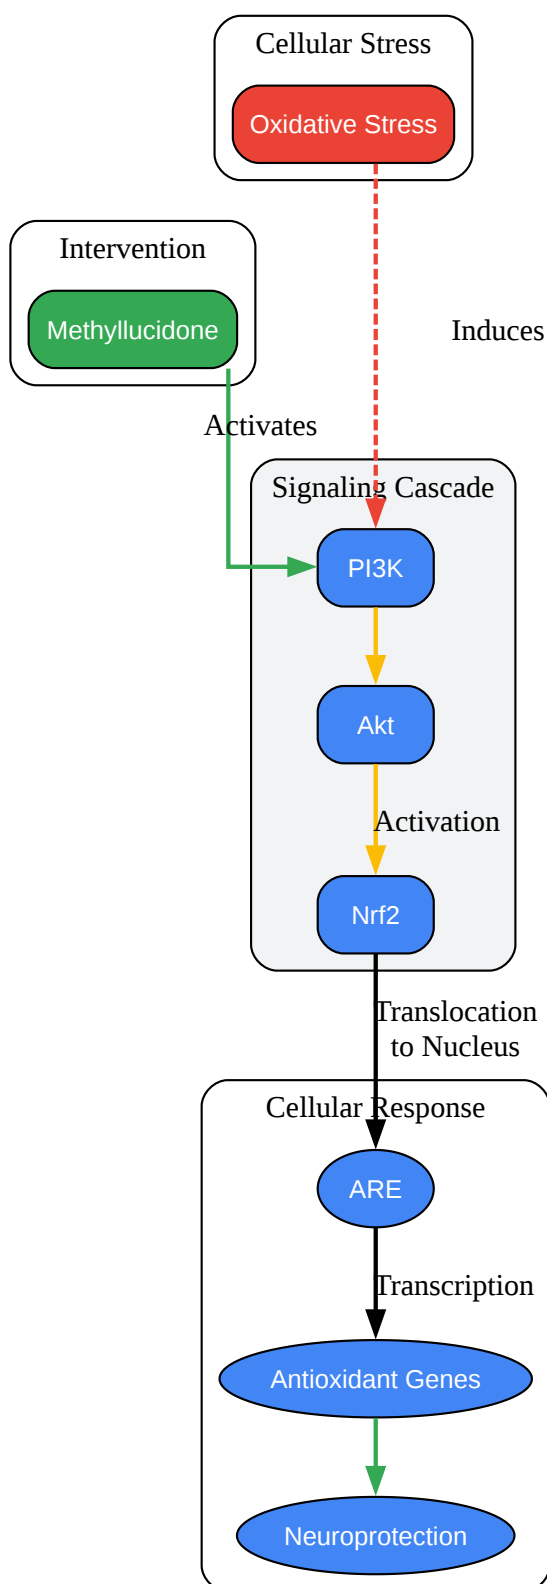 Cellular Stress
Oxidative Stress
Intervention
Methyllucidone
Induces
Activates
Signaling Cascade
PI3K
Akt
Activation
Nrf2
Translocation
to Nucleus
Cellular Response
ARE
Transcription
Antioxidant Genes
Neuroprotection